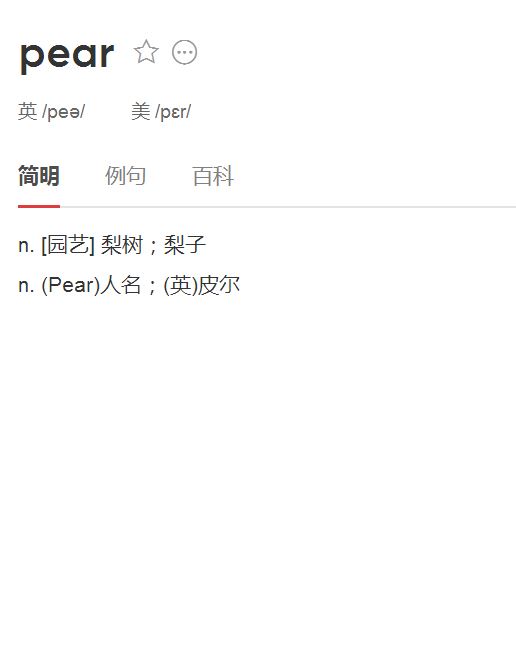 pear
英 /peə/ 美 /pɛr/
简明 例句 百科
n. [园艺] 梨树；梨子
n. (Pear)人名；(英)皮尔